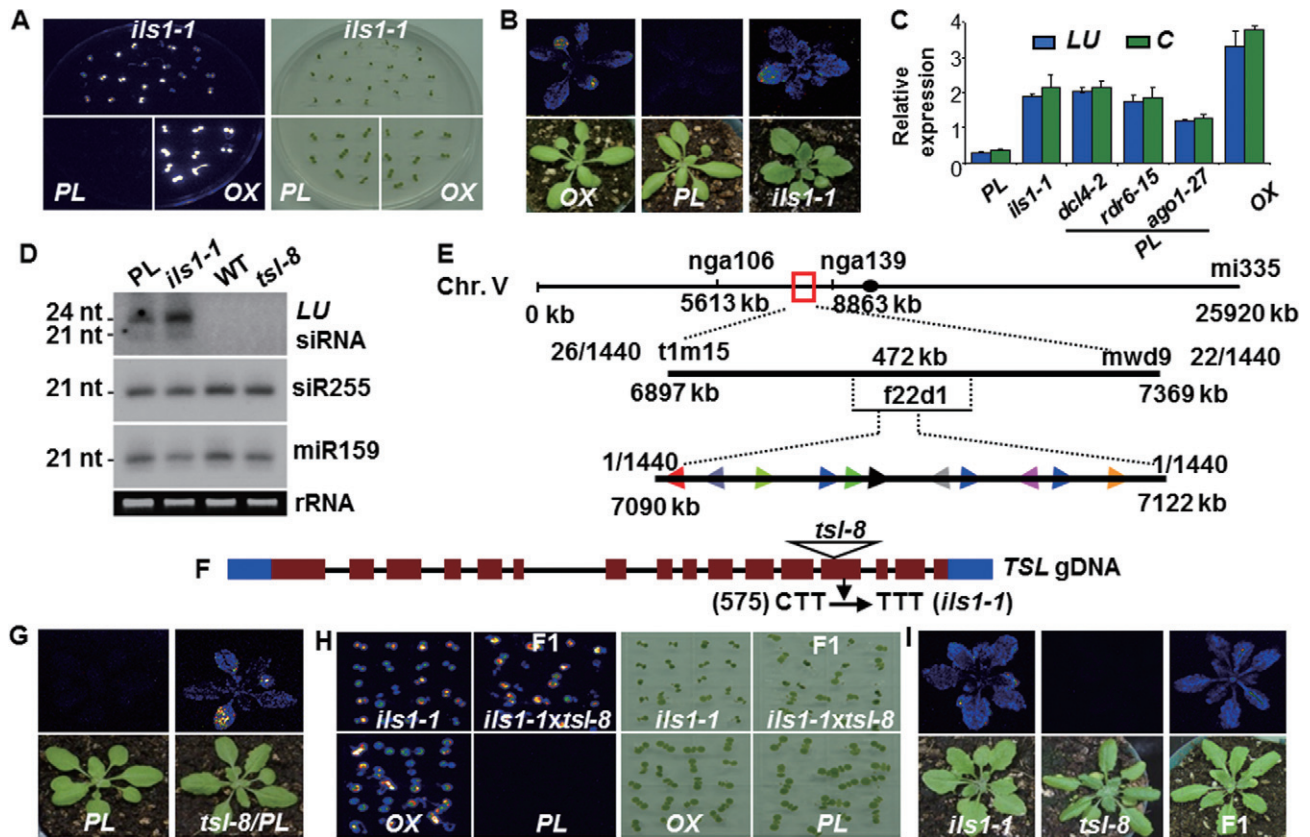 A
ils1-1
ils1-1
PL
OX
PL
OX
B
OX
PL
ils1-1
C
Relative
expression
4
3
2
1
0
LU
C
PL
ils1-1
dcl4-2
rdr6-15
ago1-27
OX
PL
D
PL
ils1-1
WT
tsl-8
24 nt
21 nt
LU
siRNA
21 nt
siR255
21 nt
miR159
rRNA
E
Chr. V
nga106
nga139
mi335
0 kb
5613 kb
8863 kb
25920 kb
26/1440
t1m15
472 kb
mwd9
22/1440
6897 kb
f22d1
7369 kb
1/1440
1/1440
7090 kb
7122 kb
F
tsl-8
TSL gDNA
(575) CTT → TTT (ils1-1)
G
PL
tsl-8/PL
H
F1
F1
ils1-1
ils1-1xtsl-8
ils1-1
ils1-1xtsl-8
OX
PL
OX
PL
I
ils1-1
tsl-8
F1